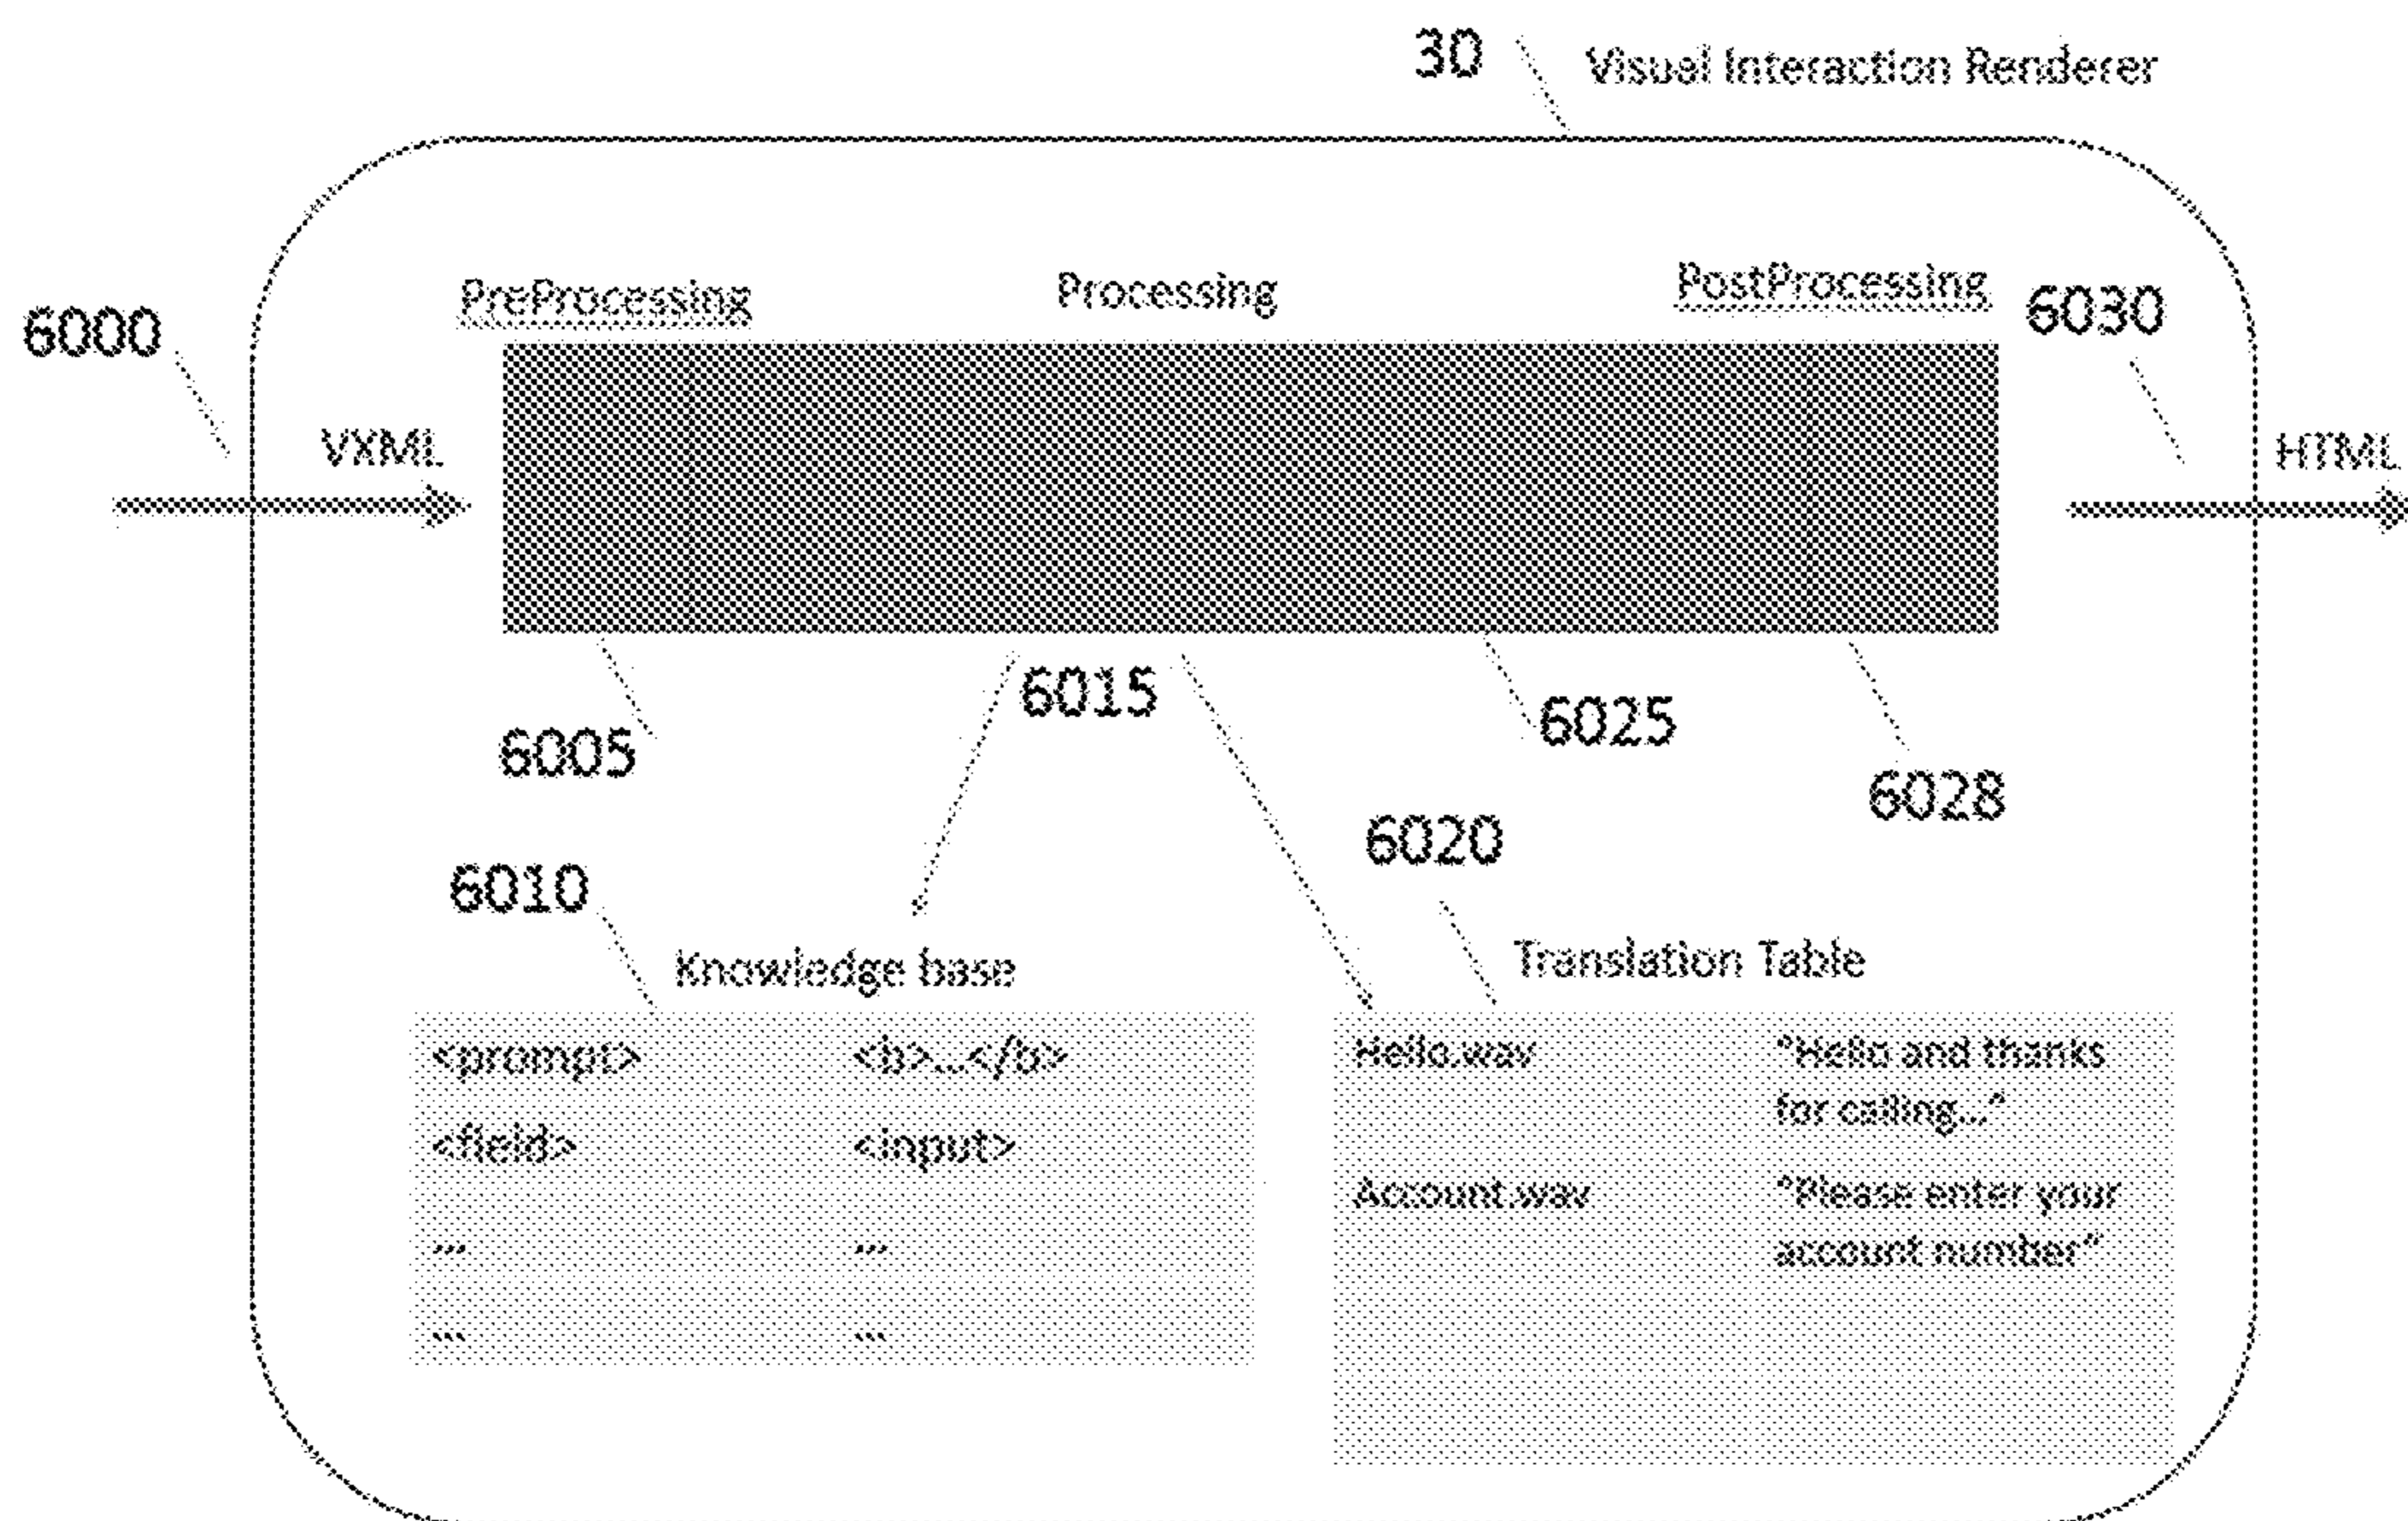 30 Visual Interaction Renderer
PreProcessing Processing PostProcessing
6000 6030
VXML HTML
6015
6005 6025
6028
6020
6010
Knowledge base Translation Table
<prompt> <b>...</b> Hello.wav "Hello and thanks
for calling..."
<field> <input>
Account.wav "Please enter your
... ... account number"
... ...